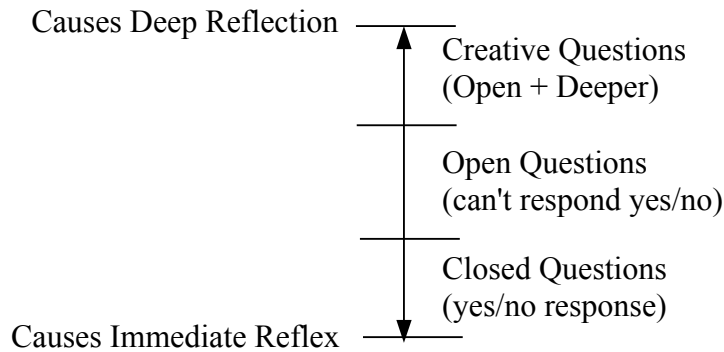 Causes Deep Reflection
Creative Questions
(Open + Deeper)
Open Questions
(can't respond yes/no)
Closed Questions
(yes/no response)
Causes Immediate Reflex